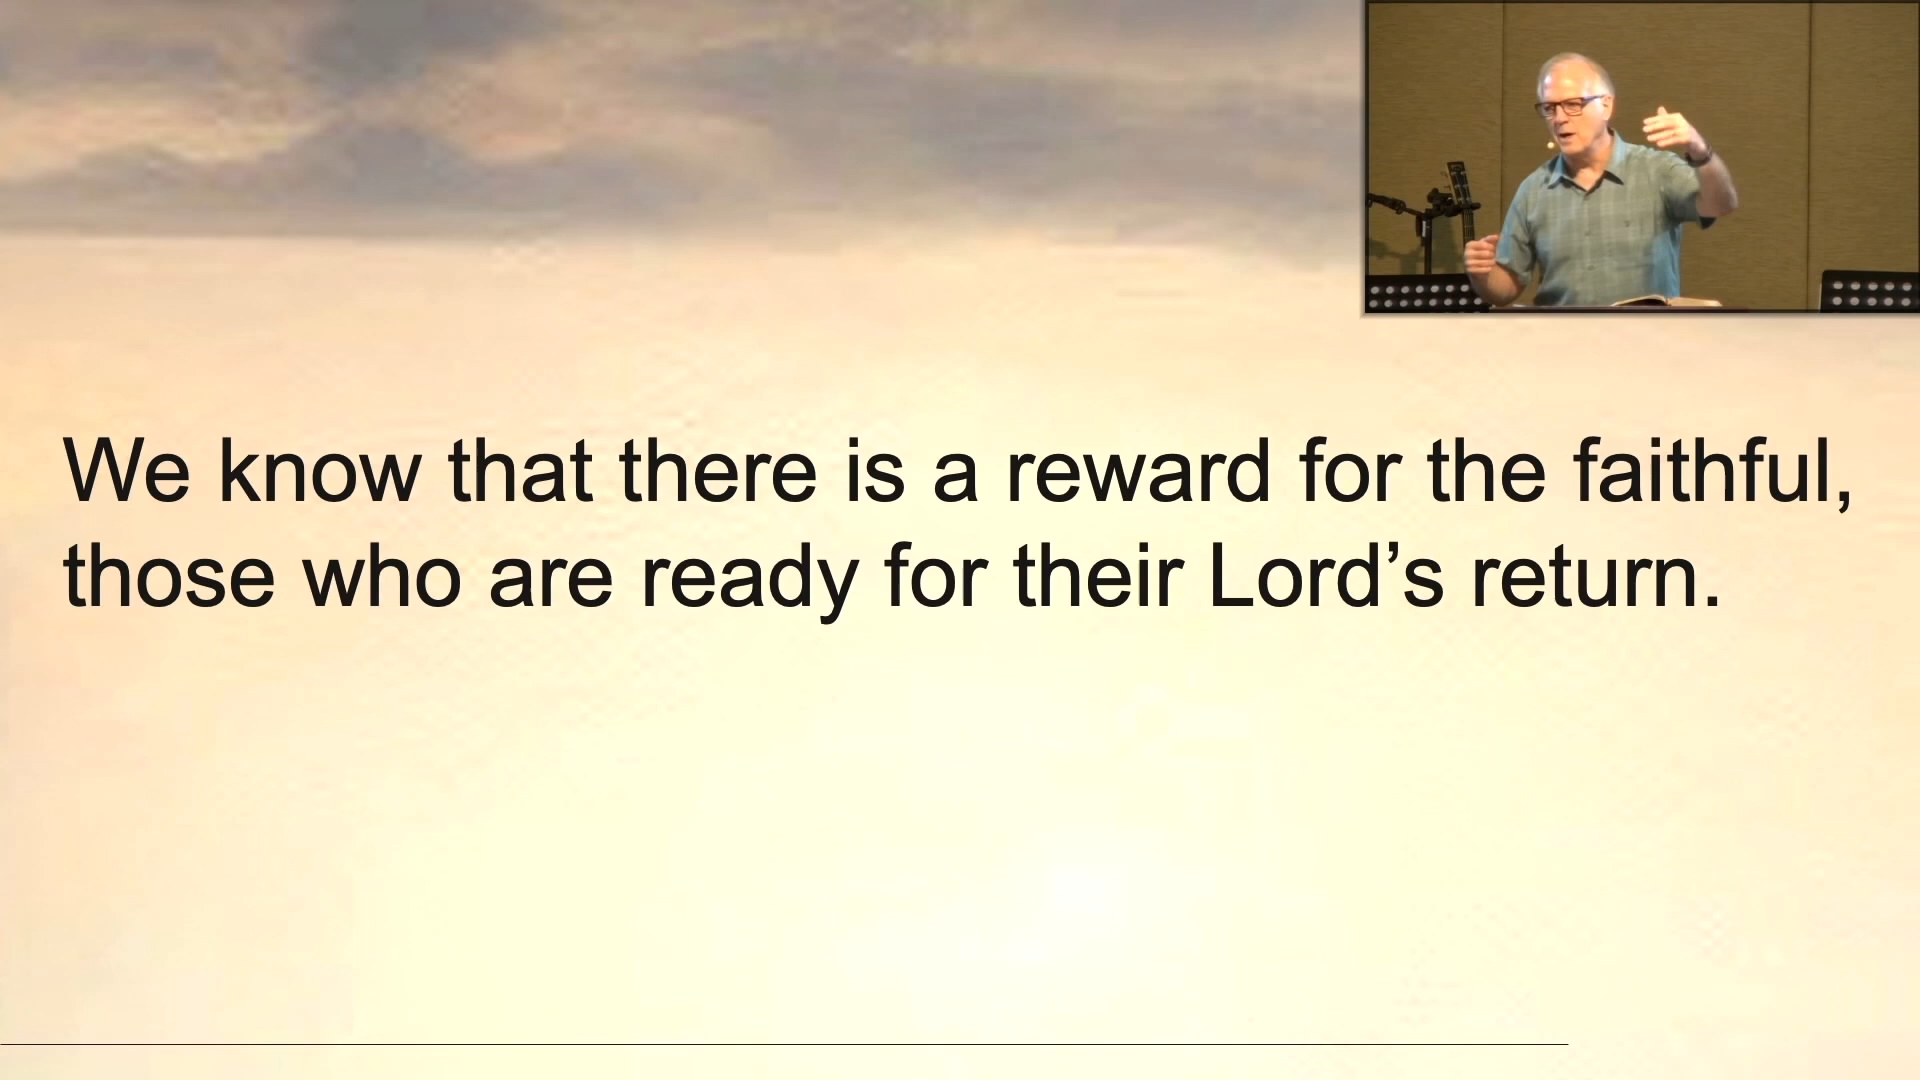 We know that there is a reward for the faithful,
those who are ready for their Lord’s return.